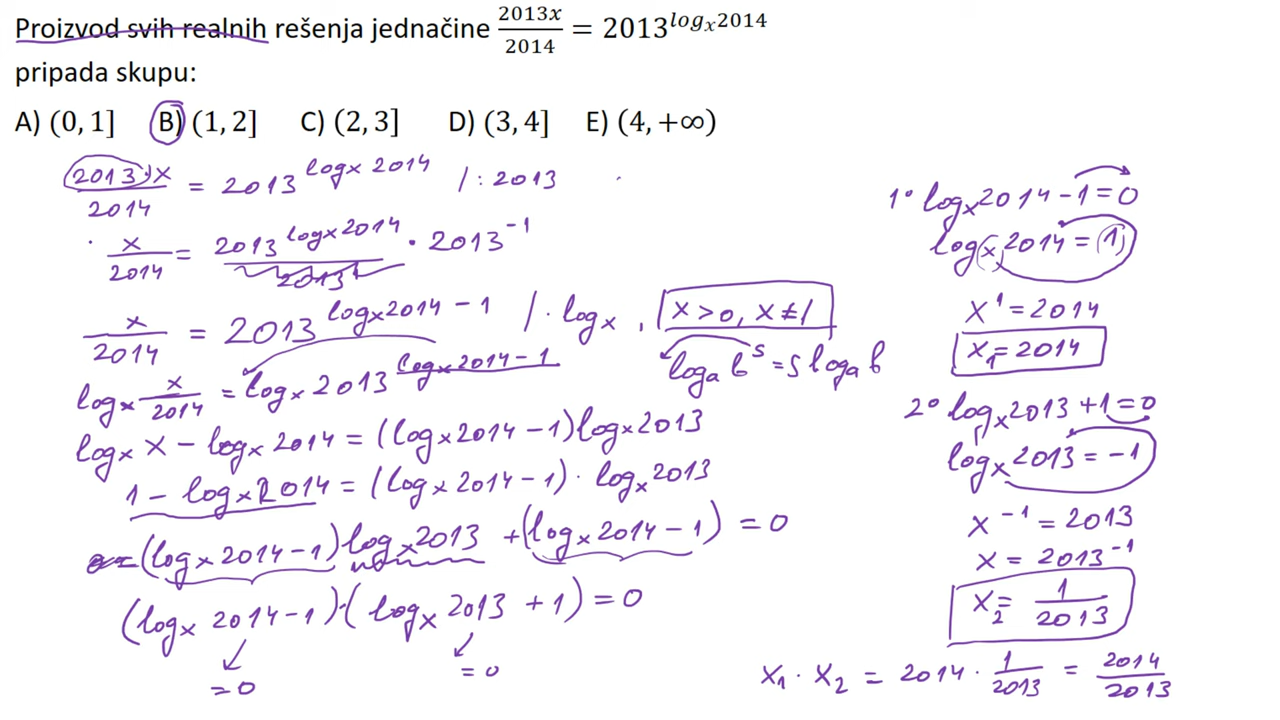 Proizvod svih realnih rešenja jednačine 2013x/2014 = 2013^(log_x 2014)
pripada skupu:
A) (0, 1] B) (1, 2] C) (2, 3] D) (3, 4] E) (4, +∞)
2013·x/2014 = 2013^(log_x 2014) /: 2013
x/2014 = 2013^(log_x 2014)/2013^1 · 2013^-1
x/2014 = 2013^(log_x 2014 - 1) /· log_x , x > 0, x ≠ 1
log_a b^s = s log_a b
log_x x/2014 = log_x 2013^(log_x 2014 - 1)
log_x x - log_x 2014 = (log_x 2014 - 1) log_x 2013
1 - log_x 2014 = (log_x 2014 - 1) · log_x 2013
(log_x 2014 - 1) log_x 2013 + (log_x 2014 - 1) = 0
(log_x 2014 - 1)·(log_x 2013 + 1) = 0
= 0 = 0
1° log_x 2014 - 1 = 0
log_x 2014 = 1
x^1 = 2014
x_1 = 2014
2° log_x 2013 + 1 = 0
log_x 2013 = -1
x^-1 = 2013
x = 2013^-1
x_2 = 1/2013
x_1 · x_2 = 2014 · 1/2013 = 2014/2013